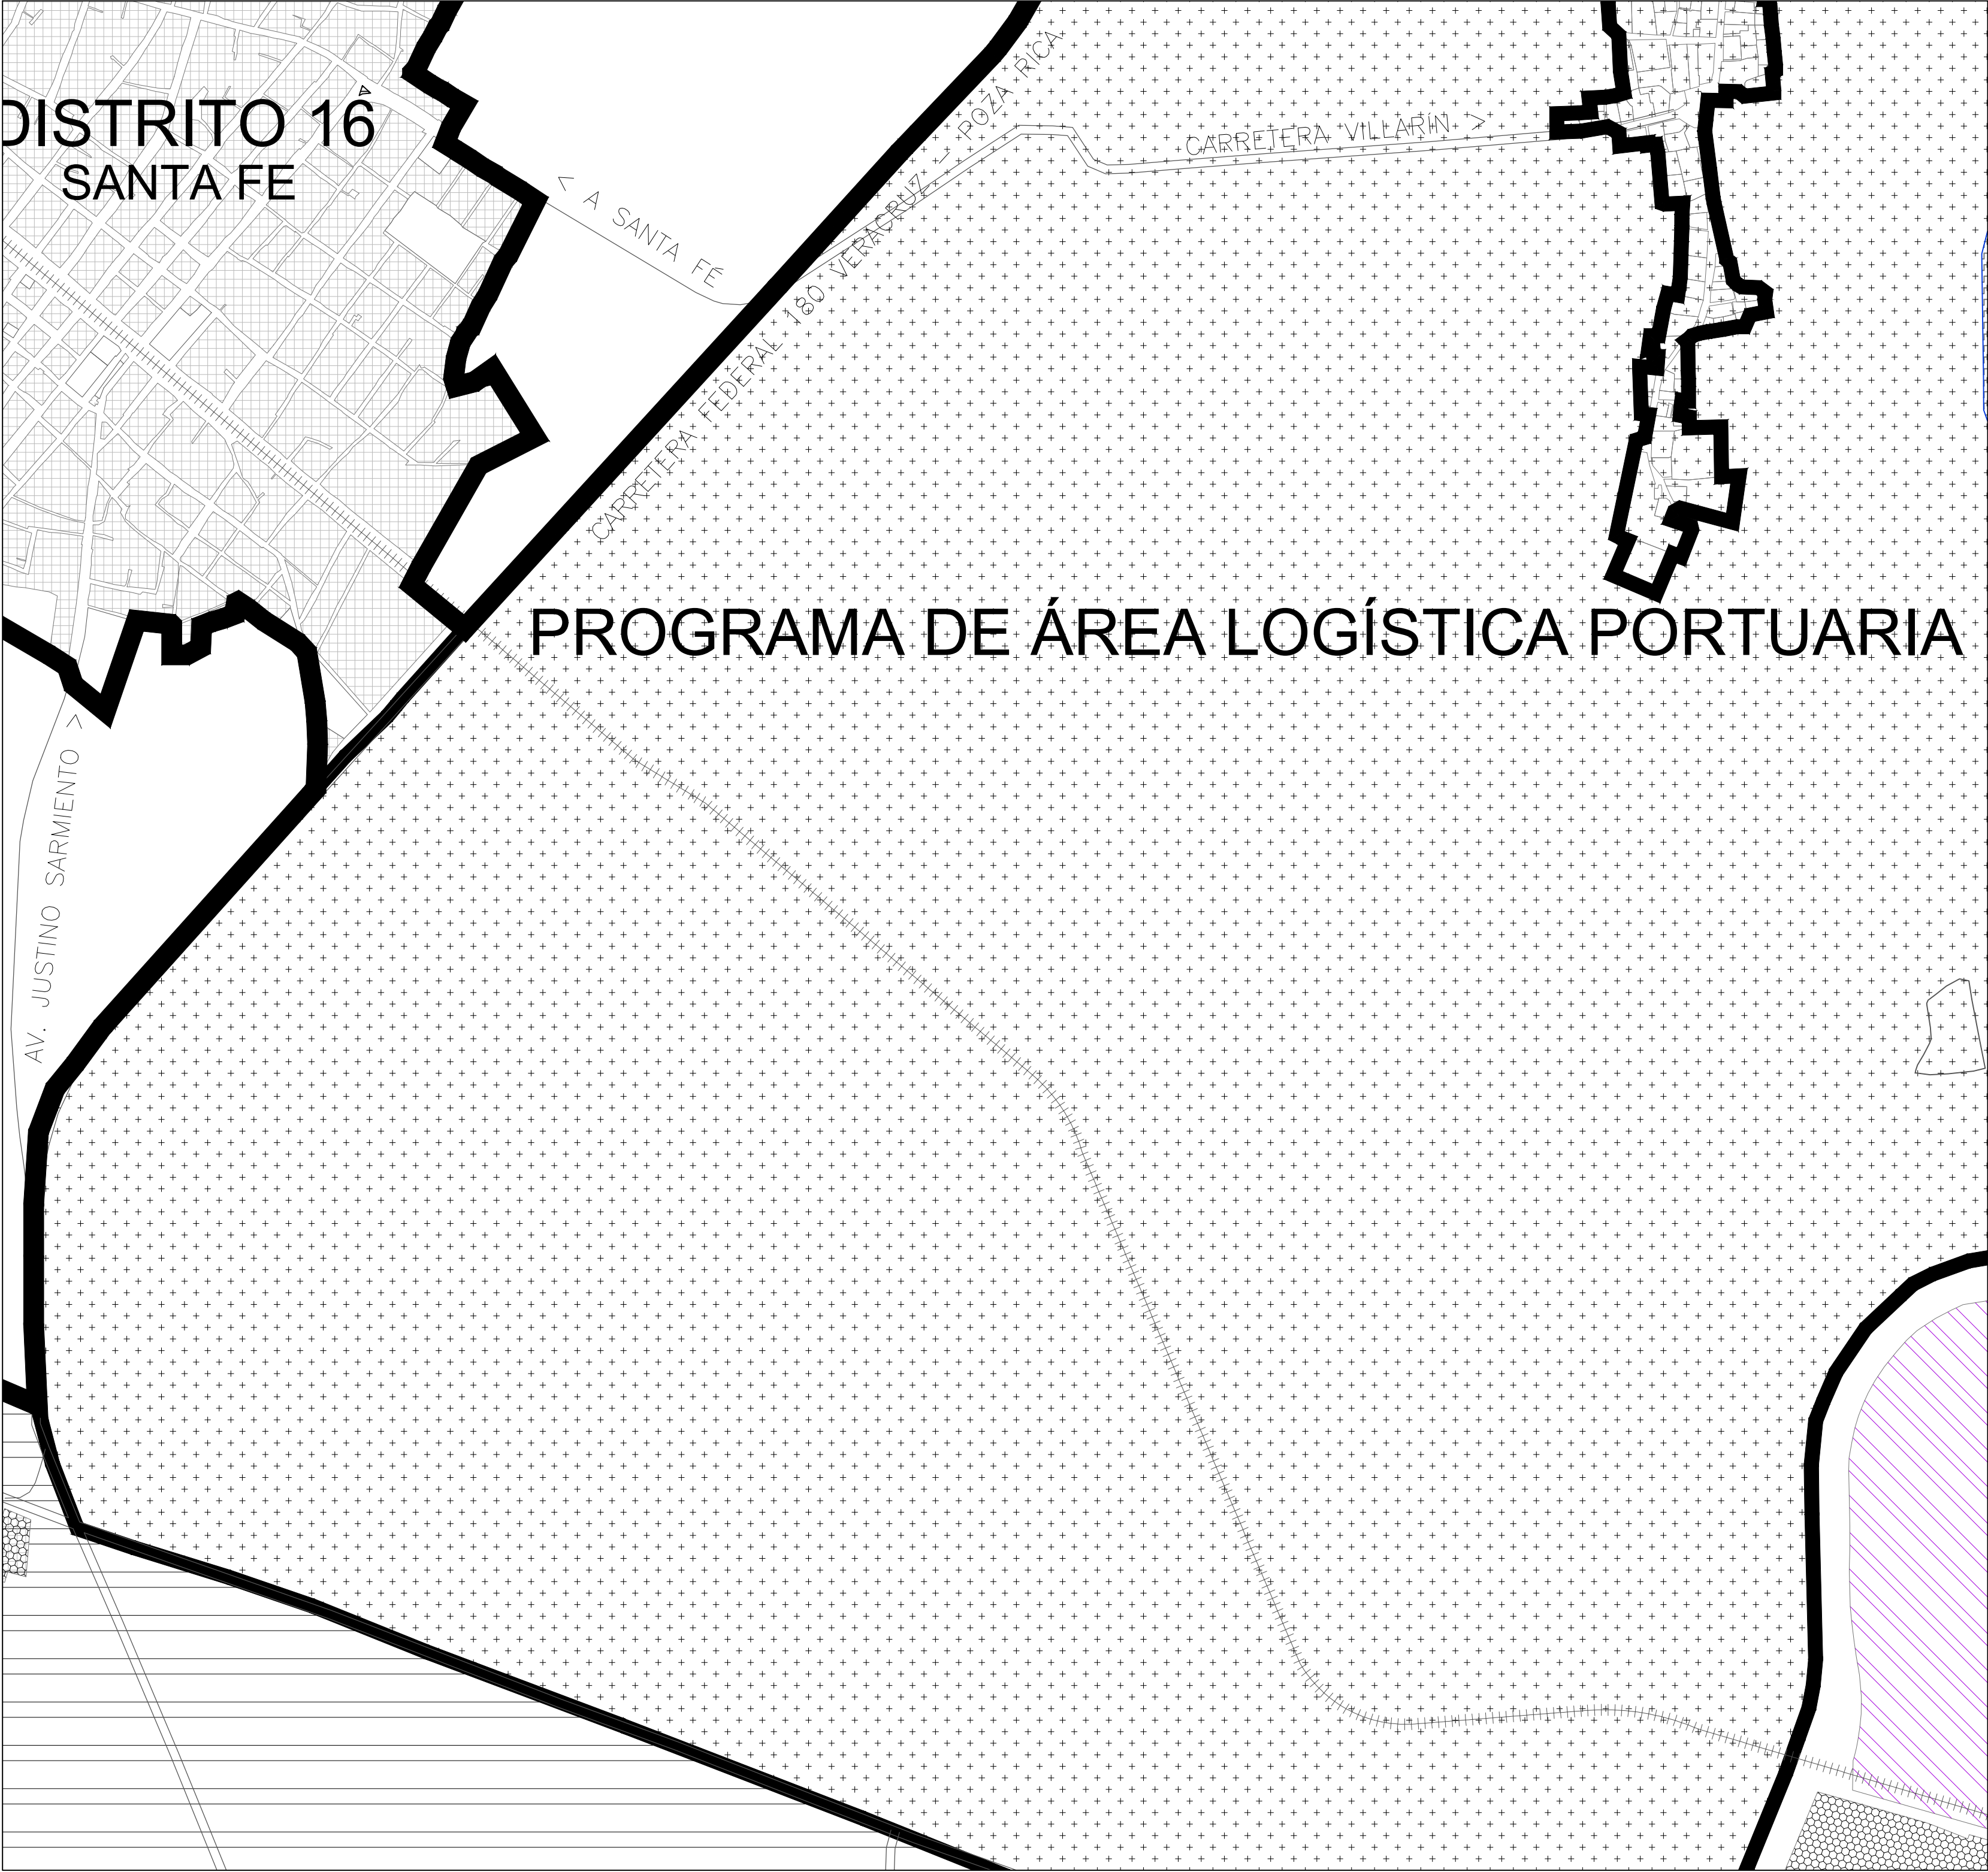 DISTRITO 16
SANTA FE
< A SANTA FÉ
CARRETERA FEDERAL 180 VERACRUZ - POZA RICA
CARRETERA VILLARIN >
PROGRAMA DE ÁREA LOGÍSTICA PORTUARIA
AV. JUSTINO SARMIENTO >